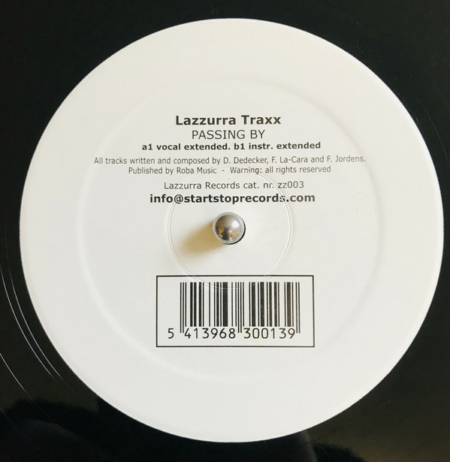 Lazzurra Traxx
PASSING BY
a1 vocal extended. b1 instr. extended
All tracks written and composed by D. Dedecker, F. La-Cara and F. Jordens.
Published by Roba Music - Warning: all rights reserved
Lazzurra Records cat. nr. zz003
info@startstoprecords.com
5 413968 300139